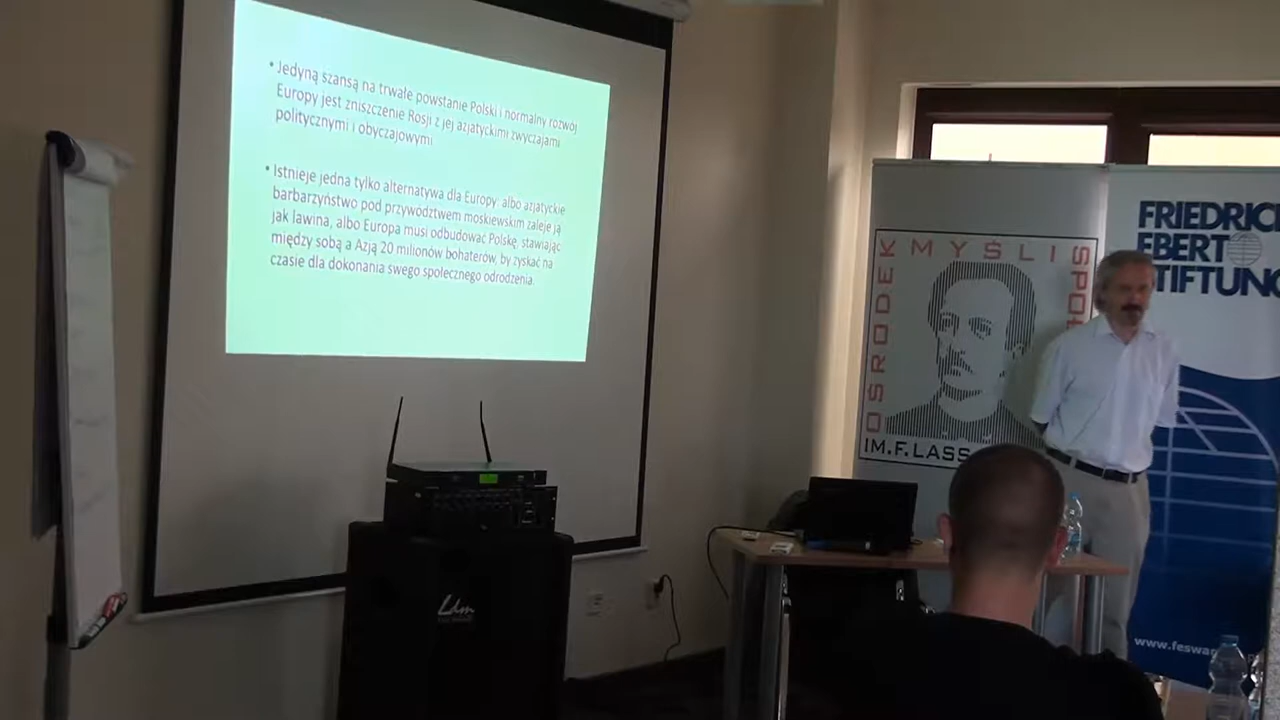 • Jedyną szansą na trwałe powstanie Polski i normalny rozwój
Europy jest zniszczenie Rosji z jej azjatyckimi zwyczajami
politycznymi i obyczajowymi
• Istnieje jedna tylko alternatywa dla Europy: albo azjatyckie
barbarzyństwo pod przywództwem moskiewskim zaleje ją
jak lawina, albo Europa musi odbudować Polskę, stawiając
między sobą a Azją 20 milionów bohaterów, by zyskać na
czasie dla dokonania swego społecznego odrodzenia.
Ldm
OŚRODEK MYŚLI SPOŁ
IM.F.LASS
FRIEDRICH
EBERT
STIFTUNG
www.feswa